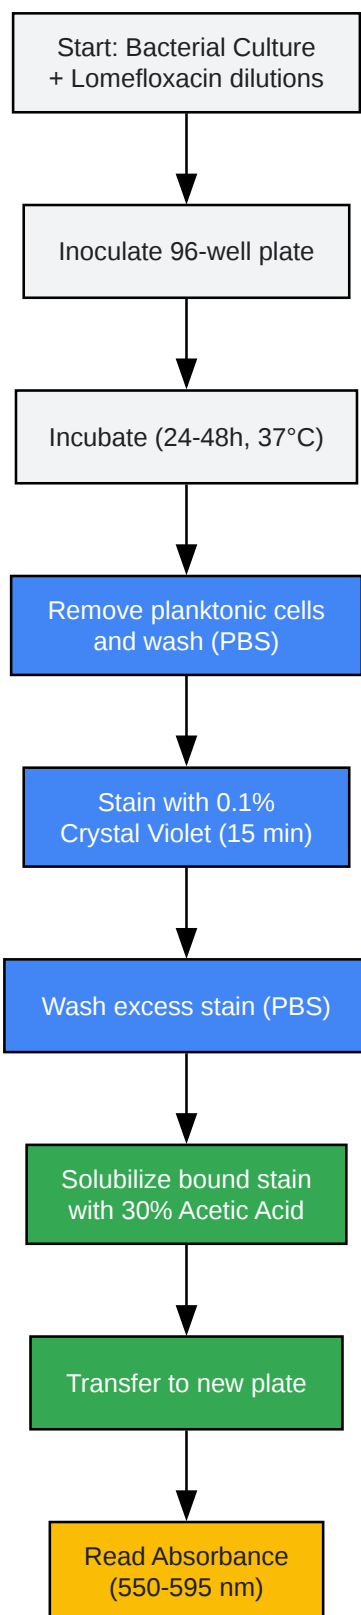 Start: Bacterial Culture
+ Lomefloxacin dilutions
Inoculate 96-well plate
Incubate (24-48h, 37°C)
Remove planktonic cells
and wash (PBS)
Stain with 0.1%
Crystal Violet (15 min)
Wash excess stain (PBS)
Solubilize bound stain
with 30% Acetic Acid
Transfer to new plate
Read Absorbance
(550-595 nm)